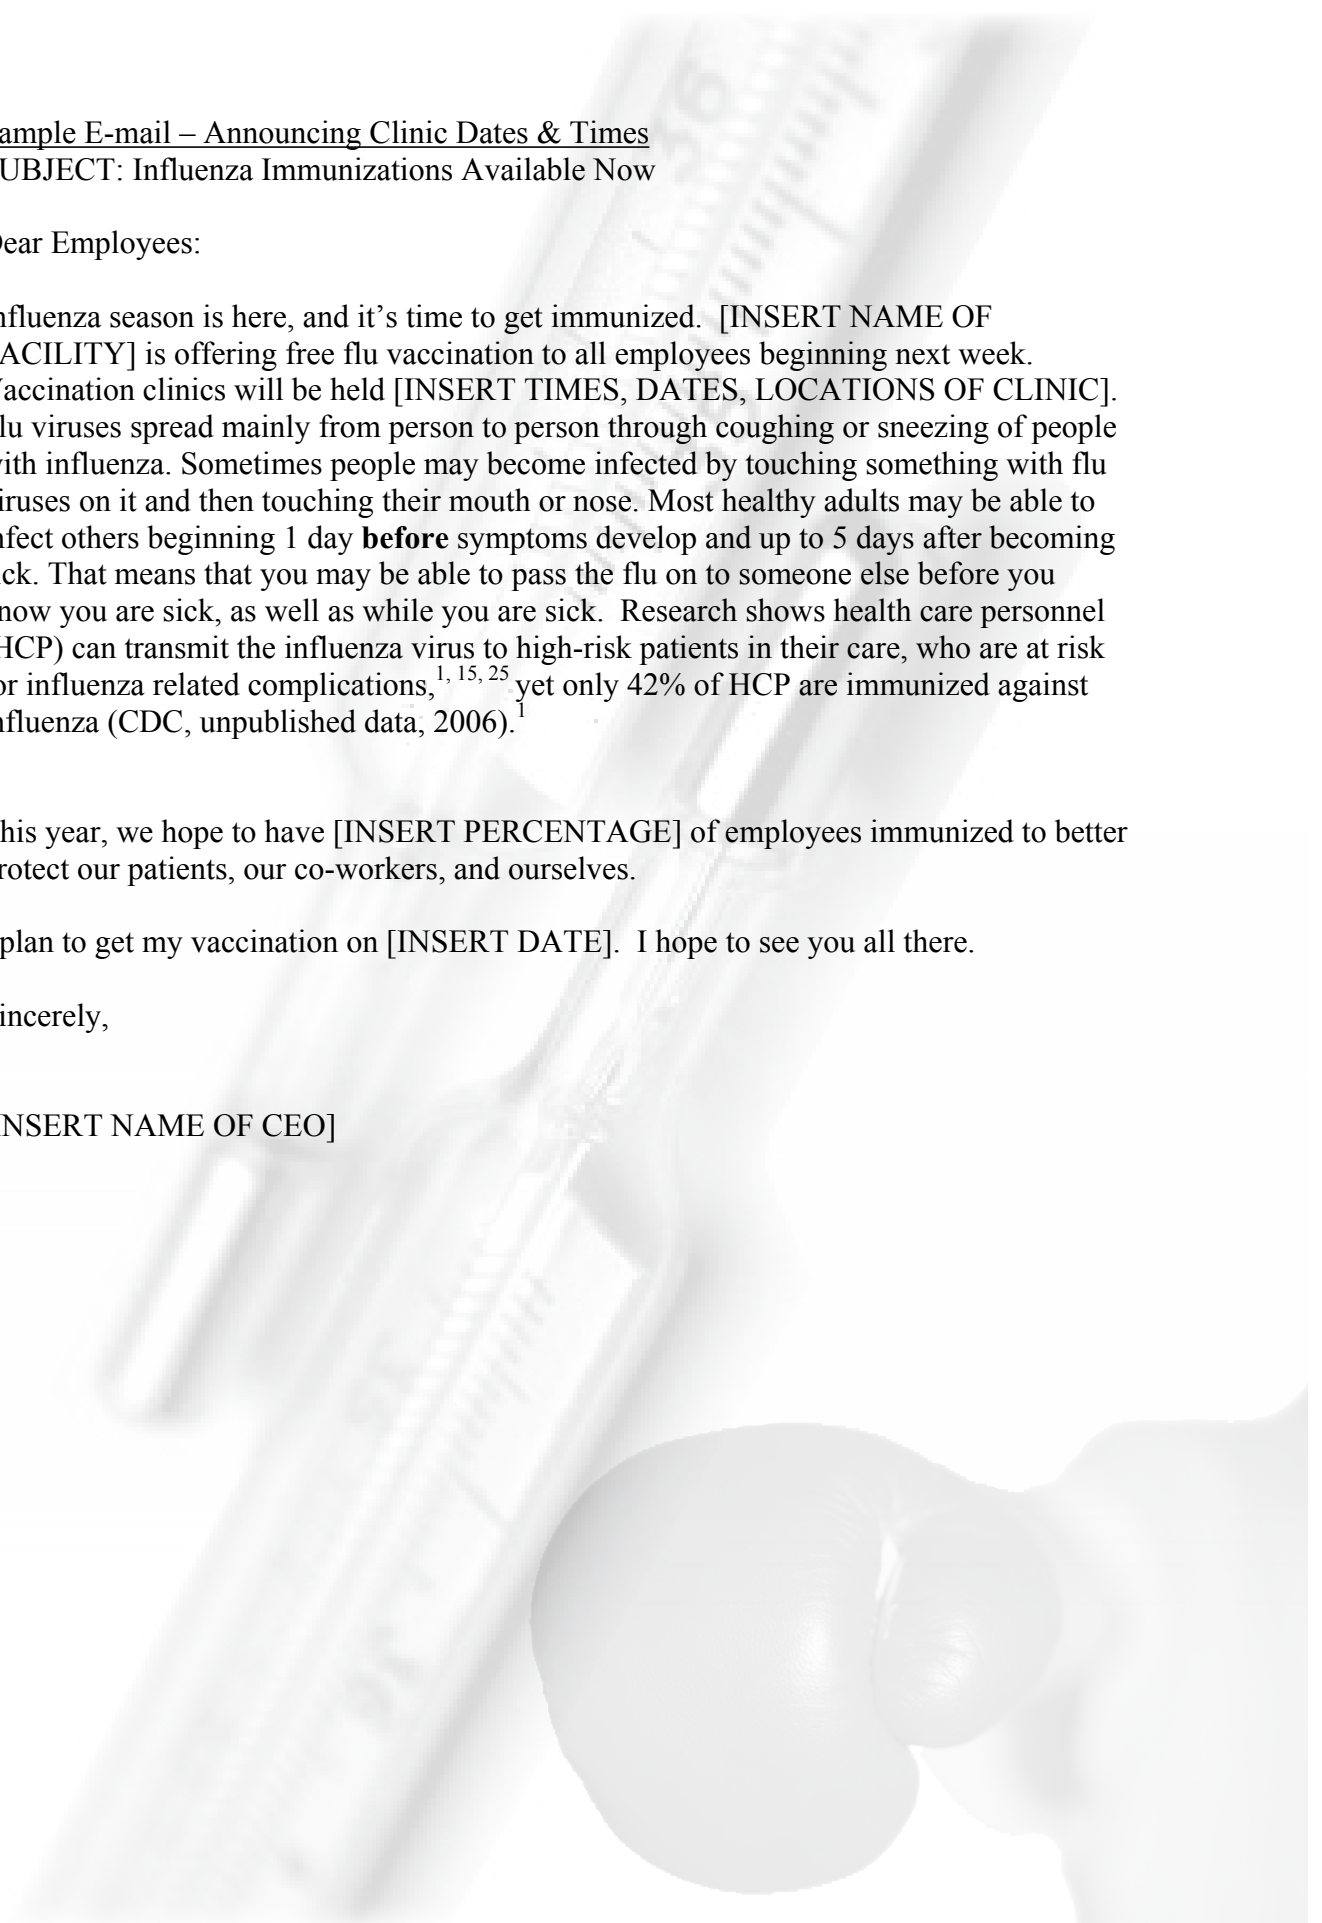 ample E-mail – Announcing Clinic Dates & Times
UBJECT: Influenza Immunizations Available Now
ear Employees:
nfluenza season is here, and it’s time to get immunized.  [INSERT NAME OF
ACILITY] is offering free flu vaccination to all employees beginning next week.
accination clinics will be held [INSERT TIMES, DATES, LOCATIONS OF CLINIC].
lu viruses spread mainly from person to person through coughing or sneezing of people
ith influenza. Sometimes people may become infected by touching something with flu
iruses on it and then touching their mouth or nose. Most healthy adults may be able to
nfect others beginning 1 day before symptoms develop and up to 5 days after becoming
ick. That means that you may be able to pass the flu on to someone else before you
now you are sick, as well as while you are sick.  Research shows health care personnel
HCP) can transmit the influenza virus to high-risk patients in their care, who are at risk
or influenza related complications,1, 15, 25 yet only 42% of HCP are immunized against
nfluenza (CDC, unpublished data, 2006).1
his year, we hope to have [INSERT PERCENTAGE] of employees immunized to better
rotect our patients, our co-workers, and ourselves.
plan to get my vaccination on [INSERT DATE].  I hope to see you all there.
incerely,
NSERT NAME OF CEO]